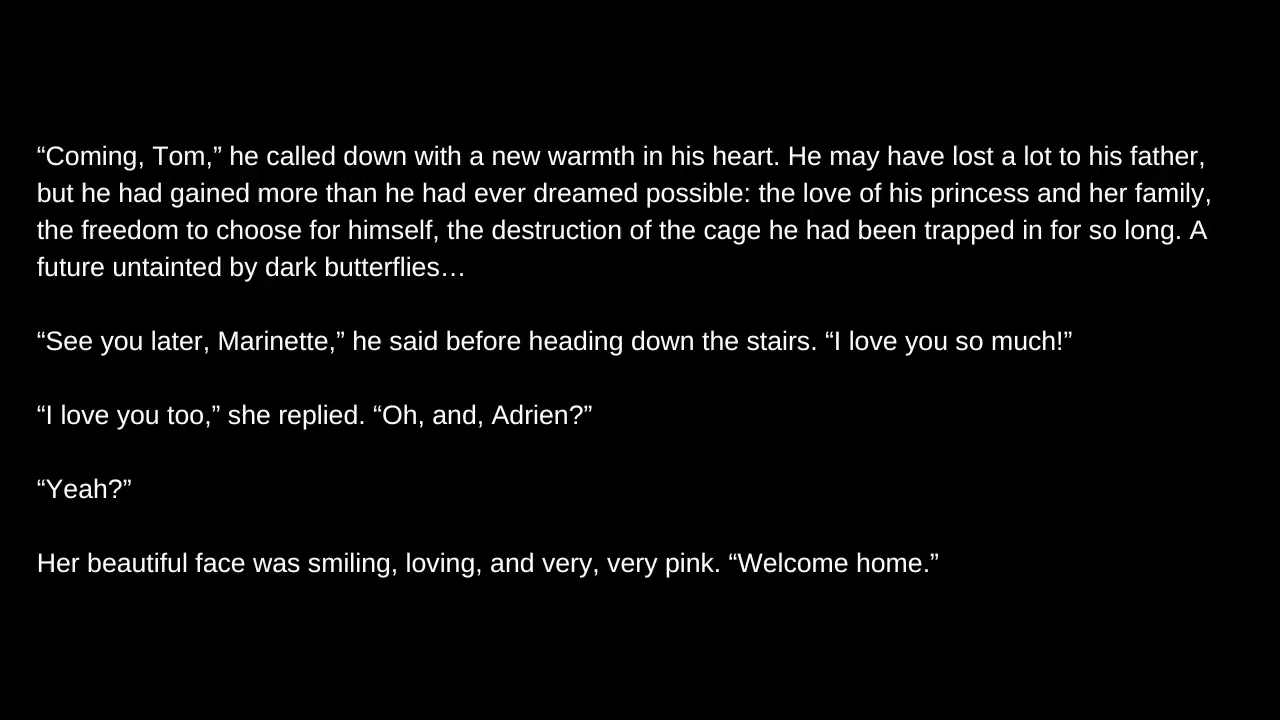 “Coming, Tom,” he called down with a new warmth in his heart. He may have lost a lot to his father,
but he had gained more than he had ever dreamed possible: the love of his princess and her family,
the freedom to choose for himself, the destruction of the cage he had been trapped in for so long. A
future untainted by dark butterflies…
“See you later, Marinette,” he said before heading down the stairs. “I love you so much!”
“I love you too,” she replied. “Oh, and, Adrien?”
“Yeah?”
Her beautiful face was smiling, loving, and very, very pink. “Welcome home.”